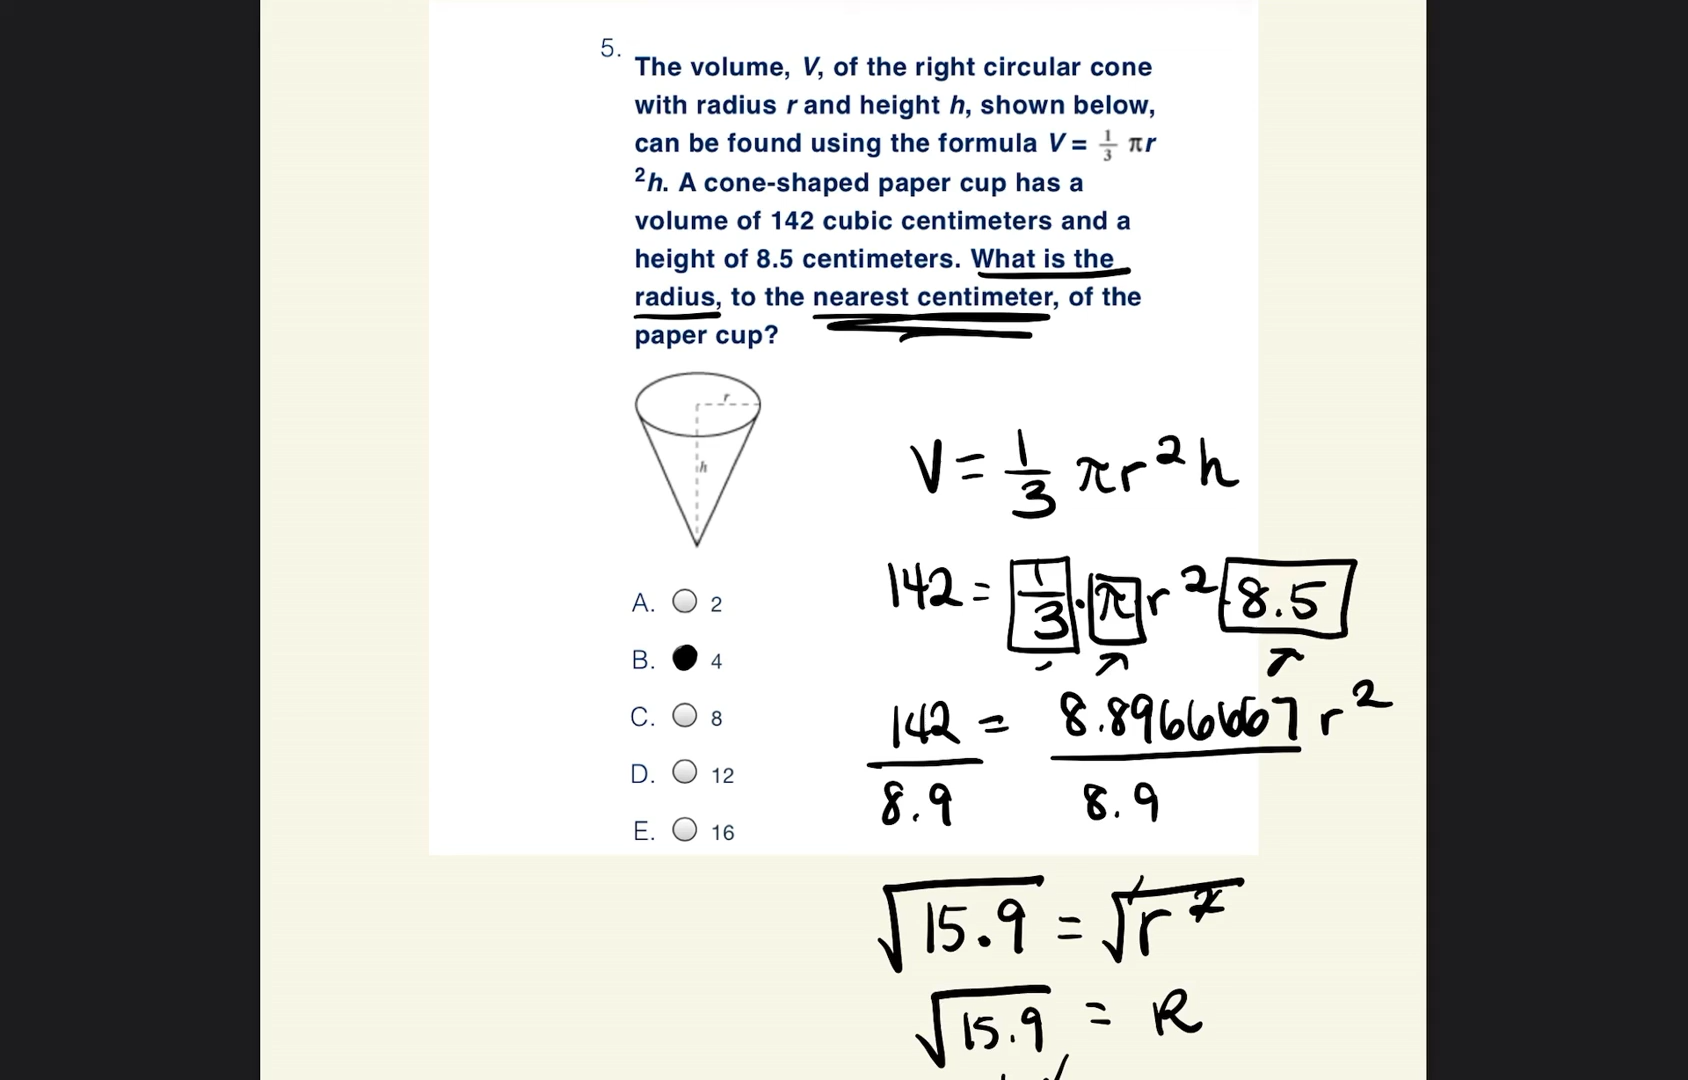 5.
The volume, V, of the right circular cone
with radius r and height h, shown below,
can be found using the formula V = 1/3 πr
²h. A cone-shaped paper cup has a
volume of 142 cubic centimeters and a
height of 8.5 centimeters. What is the
radius, to the nearest centimeter, of the
paper cup?
r
h
A. 2
B. 4
C. 8
D. 12
E. 16
V = 1/3 πr²h
142 = 1/3 · π r² 8.5
142 = 8.8966667 r²
8.9 8.9
√15.9 = √r²
√15.9 = R